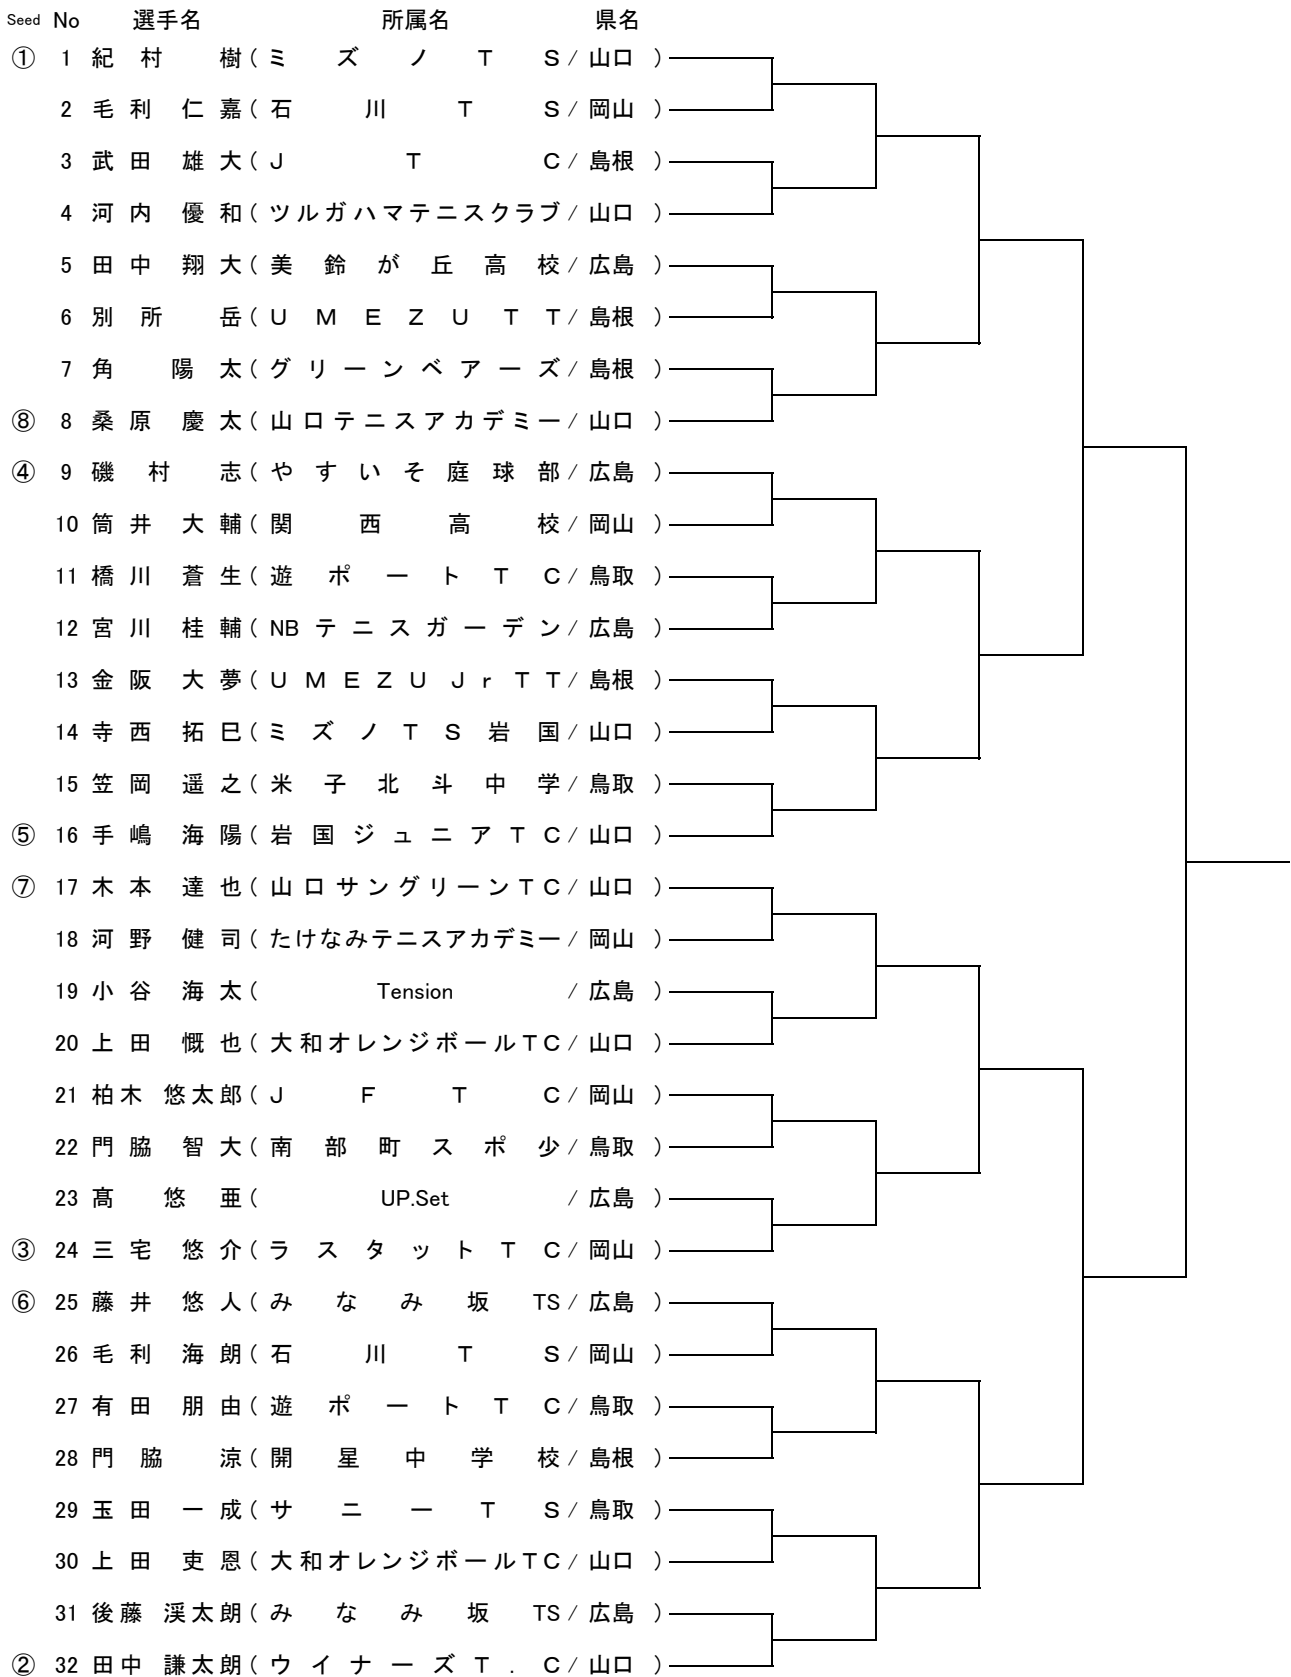 Seed No 選手名 所属名 県名
① 1 紀村 樹 ( ミズノTS / 山口 )
2 毛利 仁嘉 ( 石川TS / 岡山 )
3 武田 雄大 ( JTC / 島根 )
4 河内 優和 ( ツルガハマテニスクラブ / 山口 )
5 田中 翔大 ( 美鈴が丘高校 / 広島 )
6 別所 岳 ( UMEZUTT / 島根 )
7 角 陽太 ( グリーンベアーズ / 島根 )
⑧ 8 桑原 慶太 ( 山口テニスアカデミー / 山口 )
④ 9 磯村 志 ( やすいそ庭球部 / 広島 )
10 筒井 大輔 ( 関西高校 / 岡山 )
11 橋川 蒼生 ( 遊ポートTC / 鳥取 )
12 宮川 桂輔 ( NBテニスガーデン / 広島 )
13 金阪 大夢 ( UMEZUJrTT / 島根 )
14 寺西 拓巳 ( ミズノTS岩国 / 山口 )
15 笠岡 遥之 ( 米子北斗中学 / 鳥取 )
⑤ 16 手嶋 海陽 ( 岩国ジュニアTC / 山口 )
⑦ 17 木本 達也 ( 山口サングリーンTC / 山口 )
18 河野 健司 ( たけなみテニスアカデミー / 岡山 )
19 小谷 海太 ( Tension / 広島 )
20 上田 慨也 ( 大和オレンジボールTC / 山口 )
21 柏木 悠太郎 ( JFTC / 岡山 )
22 門脇 智大 ( 南部町スポ少 / 鳥取 )
23 髙 悠亜 ( UP.Set / 広島 )
③ 24 三宅 悠介 ( ラスタットTC / 岡山 )
⑥ 25 藤井 悠人 ( みなみ坂TS / 広島 )
26 毛利 海朗 ( 石川TS / 岡山 )
27 有田 朋由 ( 遊ポートTC / 鳥取 )
28 門脇 涼 ( 開星中学校 / 島根 )
29 玉田 一成 ( サニーTS / 鳥取 )
30 上田 吏恩 ( 大和オレンジボールTC / 山口 )
31 後藤 渓太朗 ( みなみ坂TS / 広島 )
② 32 田中 謙太朗 ( ウイナーズT.C / 山口 )